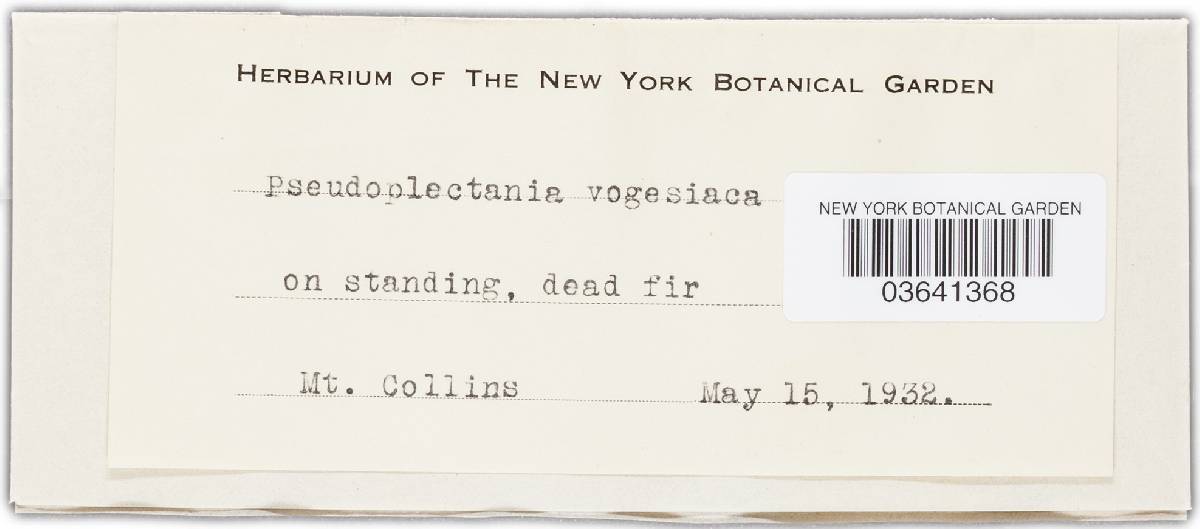 HERBARIUM OF THE NEW YORK BOTANICAL GARDEN
Pseudoplectania vogesiaca
NEW YORK BOTANICAL GARDEN
03641368
on standing, dead fir
Mt. Collins May 15, 1932.